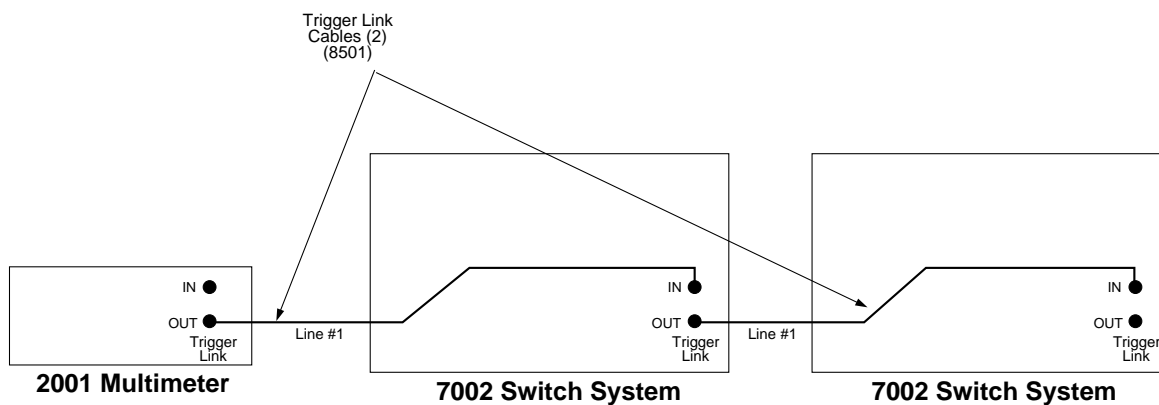 Trigger Link
Cables (2)
(8501)
IN
OUT
Trigger
Link
Line #1
2001 Multimeter
IN
OUT
Trigger
Link
Line #1
7002 Switch System
IN
OUT
Trigger
Link
7002 Switch System